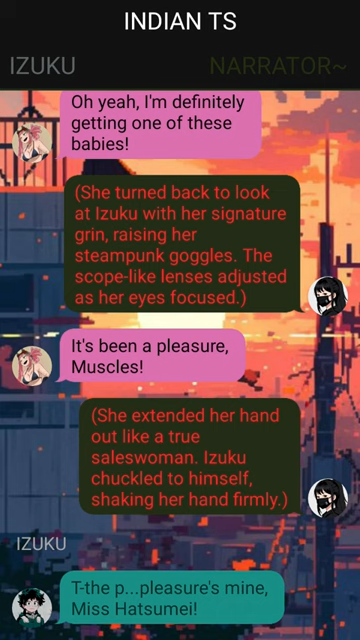 INDIAN TS
IZUKU
NARRATOR~
Oh yeah, I'm definitely
getting one of these
babies!
(She turned back to look
at Izuku with her signature
grin, raising her
steampunk goggles. The
scope-like lenses adjusted
as her eyes focused.)
It's been a pleasure,
Muscles!
(She extended her hand
out like a true
saleswoman. Izuku
chuckled to himself,
shaking her hand firmly.)
IZUKU
T-the p...pleasure's mine,
Miss Hatsumei!